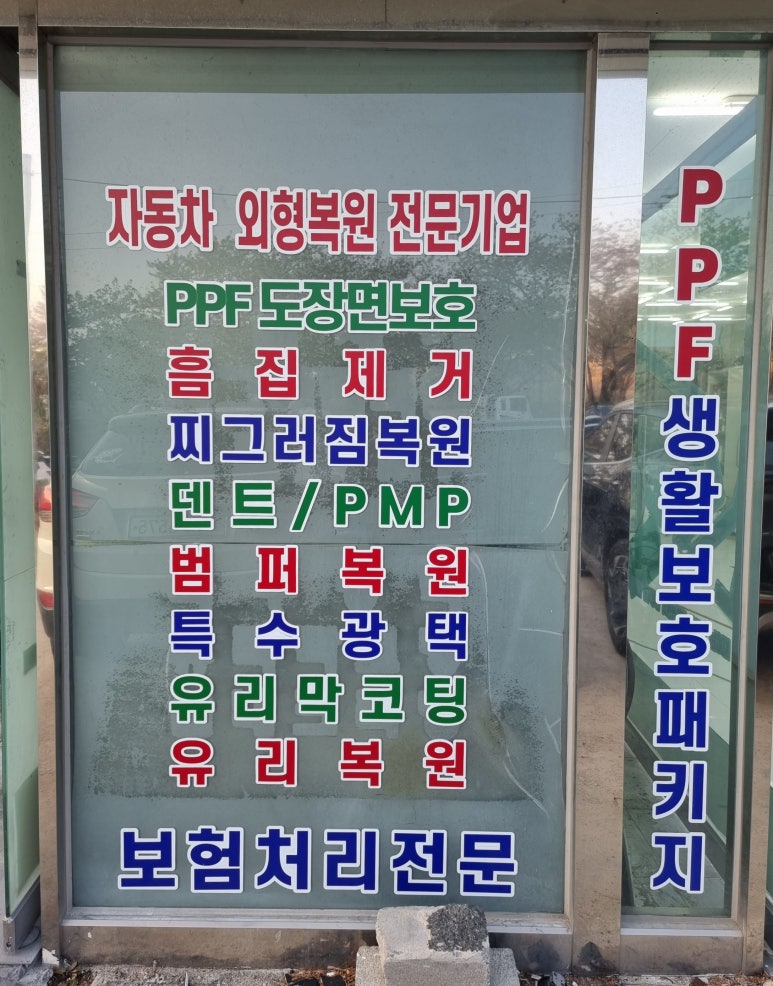 자동차 외형복원 전문기업
PPF 도장면보호
흠집제거
찌그러짐복원
덴트/PMP
범퍼복원
특수광택
유리막코팅
유리복원
보험처리전문
PPF생활보호패키지